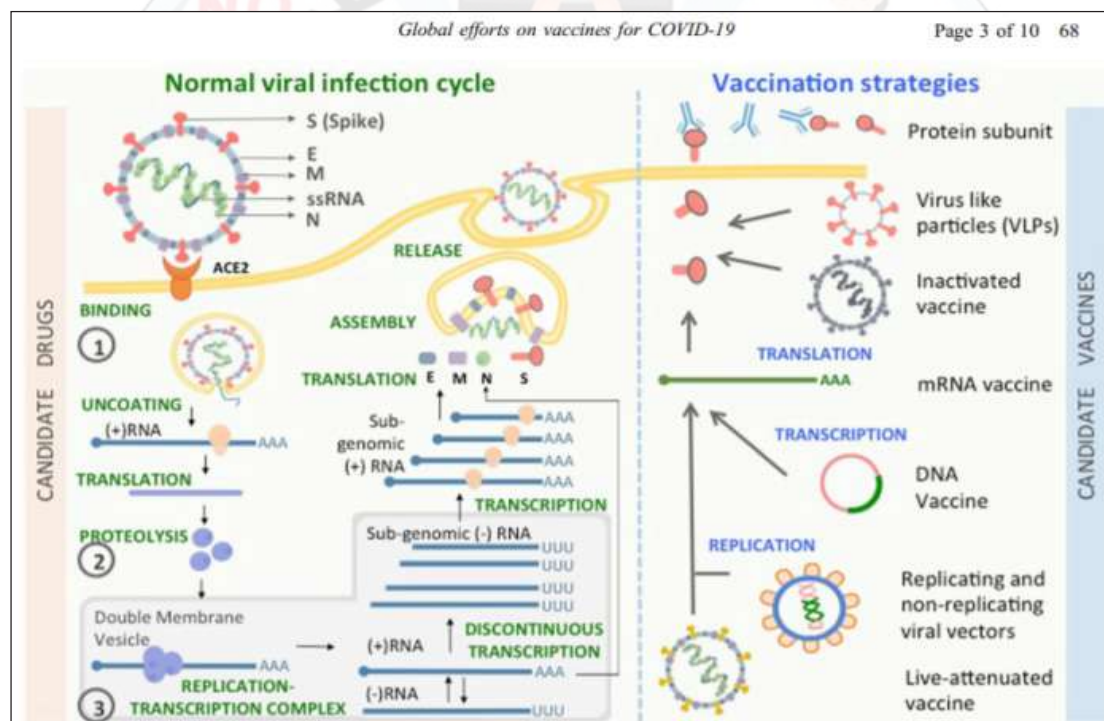 Global efforts on vaccines for COVID-19 Page 3 of 10 68
Normal viral infection cycle
S (Spike)
E
M
ssRNA
N
ACE2
CANDIDATE DRUGS
BINDING
1
UNCOATING
(+)RNA
AAA
TRANSLATION
PROTEOLYSIS
2
Double Membrane
Vesicle
AAA
REPLICATION-
TRANSCRIPTION COMPLEX
3
RELEASE
ASSEMBLY
TRANSLATION
E M N S
Sub-
genomic
(+) RNA
AAA
AAA
AAA
AAA
TRANSCRIPTION
Sub-genomic (-) RNA
UUU
UUU
UUU
UUU
DISCONTINUOUS
TRANSCRIPTION
(+)RNA
AAA
(-)RNA
UUU
Vaccination strategies
Protein subunit
Virus like
particles (VLPs)
Inactivated
vaccine
TRANSLATION
AAA
mRNA vaccine
TRANSCRIPTION
DNA
Vaccine
REPLICATION
Replicating and
non-replicating
viral vectors
Live-attenuated
vaccine
CANDIDATE VACCINES